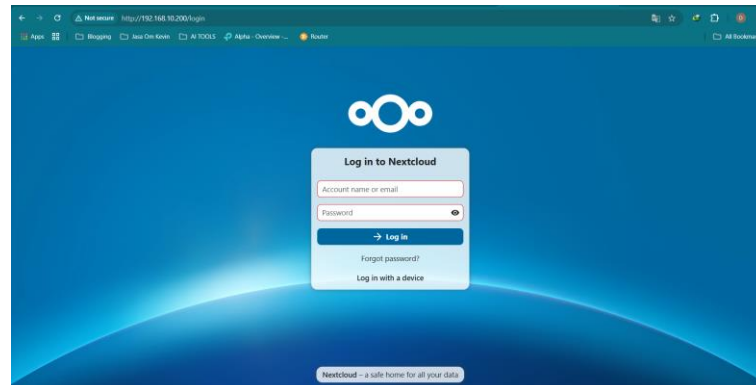 Not secure http://192.168.10.200/login
Apps Blogging Jasa Om Kevin AI TOOLS Alpha - Overview -... Router All Bookma
Log in to Nextcloud
Account name or email
Password
→ Log in
Forgot password?
Log in with a device
Nextcloud – a safe home for all your data